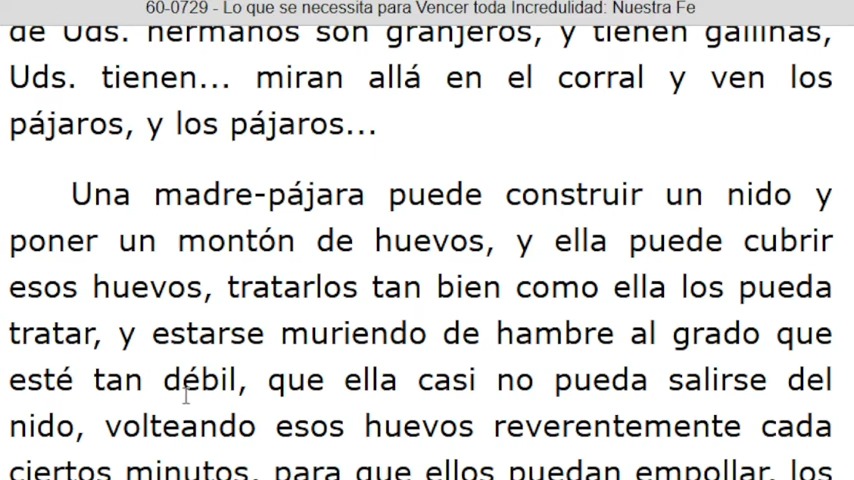 60-0729 - Lo que se necessita para Vencer toda Incredulidad: Nuestra Fe
de Uds. hermanos son granjeros, y tienen gallinas,
Uds. tienen... miran allá en el corral y ven los
pájaros, y los pájaros...
Una madre-pájara puede construir un nido y
poner un montón de huevos, y ella puede cubrir
esos huevos, tratarlos tan bien como ella los pueda
tratar, y estarse muriendo de hambre al grado que
esté tan débil, que ella casi no pueda salirse del
nido, volteando esos huevos reverentemente cada
ciertos minutos, para que ellos puedan empollar, los